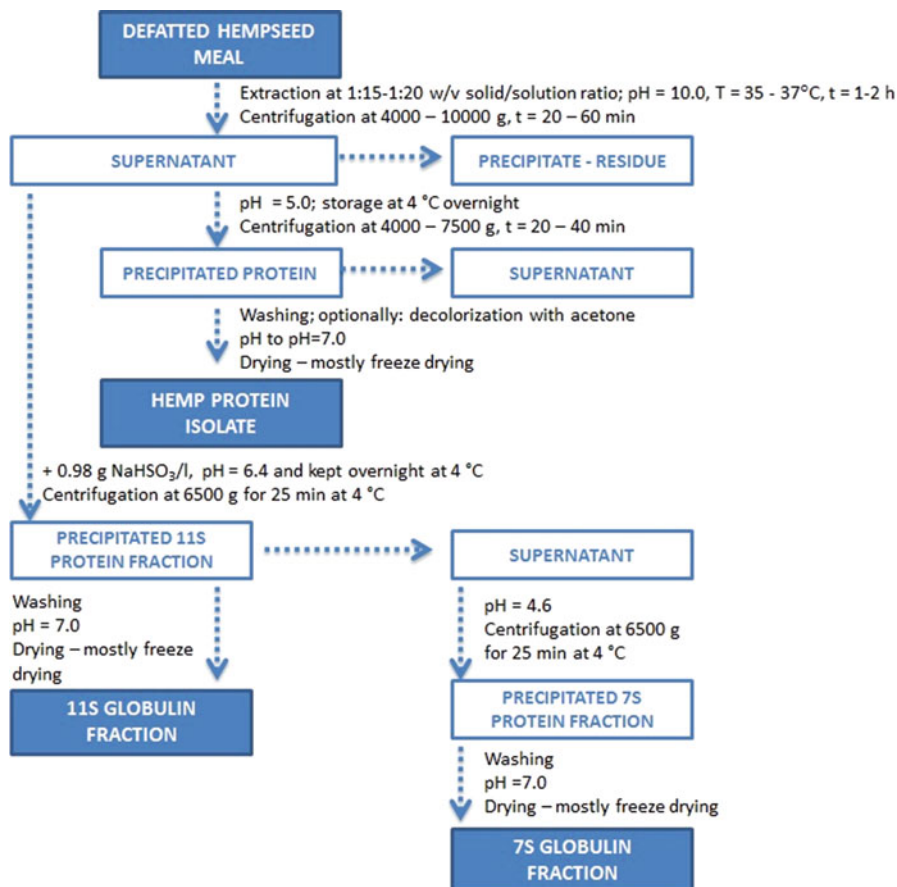 DEFATTED HEMPSEED
MEAL
Extraction at 1:15-1:20 w/v solid/solution ratio; pH = 10.0, T = 35 - 37°C, t = 1-2 h
Centrifugation at 4000 – 10000 g, t = 20 – 60 min
SUPERNATANT
PRECIPITATE - RESIDUE
pH = 5.0; storage at 4 °C overnight
Centrifugation at 4000 – 7500 g, t = 20 – 40 min
PRECIPITATED PROTEIN
SUPERNATANT
Washing; optionally: decolorization with acetone
pH to pH=7.0
Drying – mostly freeze drying
HEMP PROTEIN
ISOLATE
+ 0.98 g NaHSO₃/l, pH = 6.4 and kept overnight at 4 °C
Centrifugation at 6500 g for 25 min at 4 °C
PRECIPITATED 11S
PROTEIN FRACTION
SUPERNATANT
Washing
pH = 7.0
Drying – mostly freeze
drying
pH = 4.6
Centrifugation at 6500 g
for 25 min at 4 °C
11S GLOBULIN
FRACTION
PRECIPITATED 7S
PROTEIN FRACTION
Washing
pH =7.0
Drying – mostly freeze drying
7S GLOBULIN
FRACTION